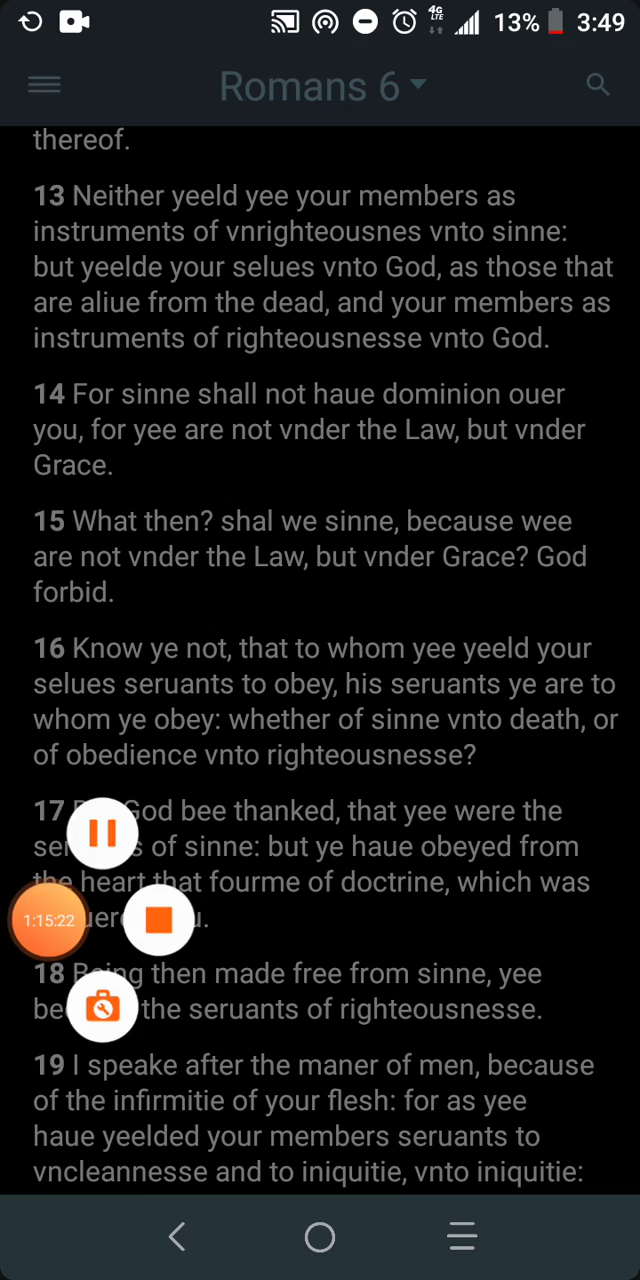 4G
LTE
13%
3:49
Romans 6
thereof.
13 Neither yeeld yee your members as
instruments of vnrighteousnes vnto sinne:
but yeelde your selues vnto God, as those that
are aliue from the dead, and your members as
instruments of righteousnesse vnto God.
14 For sinne shall not haue dominion ouer
you, for yee are not vnder the Law, but vnder
Grace.
15 What then? shal we sinne, because wee
are not vnder the Law, but vnder Grace? God
forbid.
16 Know ye not, that to whom yee yeeld your
selues seruants to obey, his seruants ye are to
whom ye obey: whether of sinne vnto death, or
of obedience vnto righteousnesse?
17 God bee thanked, that yee were the
of sinne: but ye haue obeyed from
the heart that fourme of doctrine, which was
1:15:22
18 Being then made free from sinne, yee
the seruants of righteousnesse.
19 I speake after the maner of men, because
of the infirmitie of your flesh: for as yee
haue yeelded your members seruants to
vncleannesse and to iniquitie, vnto iniquitie: